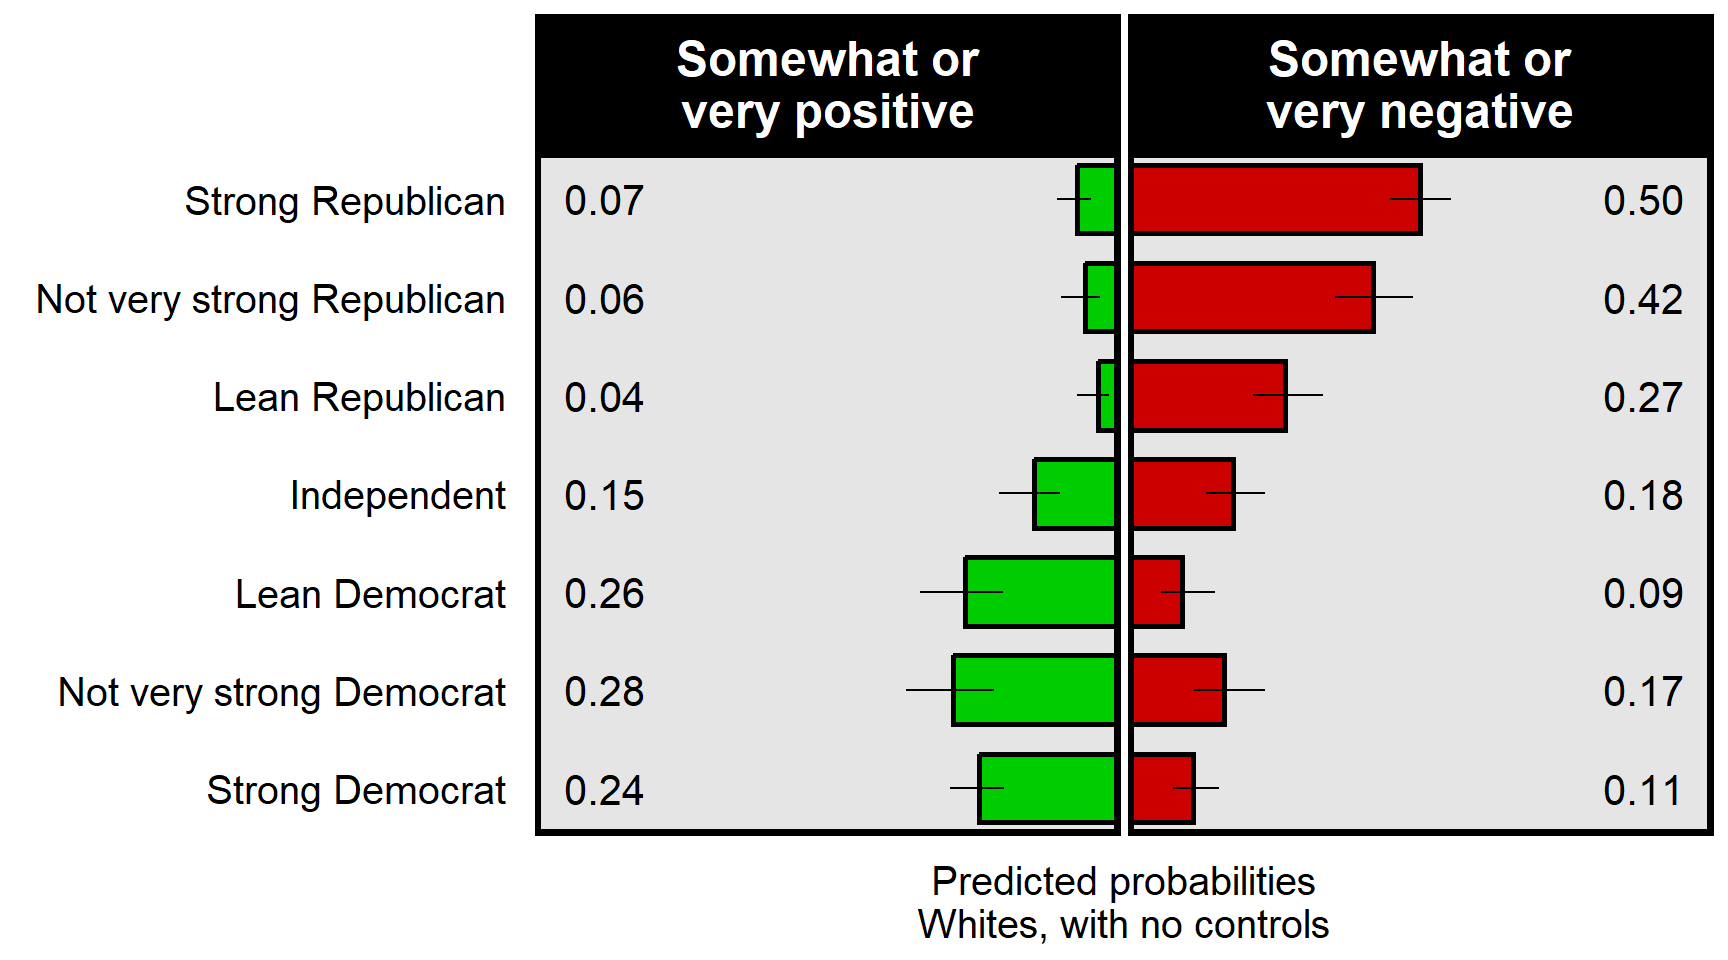 Somewhat or
very positive
Somewhat or
very negative
Strong Republican 0.07 0.50
Not very strong Republican 0.06 0.42
Lean Republican 0.04 0.27
Independent 0.15 0.18
Lean Democrat 0.26 0.09
Not very strong Democrat 0.28 0.17
Strong Democrat 0.24 0.11
Predicted probabilities
Whites, with no controls